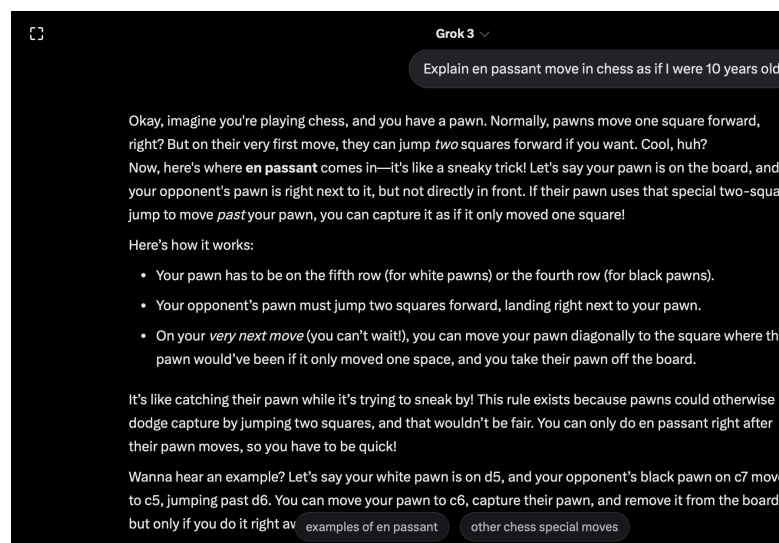 Grok 3
Explain en passant move in chess as if I were 10 years old
Okay, imagine you're playing chess, and you have a pawn. Normally, pawns move one square forward,
right? But on their very first move, they can jump two squares forward if you want. Cool, huh?
Now, here's where en passant comes in—it's like a sneaky trick! Let's say your pawn is on the board, and
your opponent's pawn is right next to it, but not directly in front. If their pawn uses that special two-squa
jump to move past your pawn, you can capture it as if it only moved one square!
Here's how it works:
• Your pawn has to be on the fifth row (for white pawns) or the fourth row (for black pawns).
• Your opponent's pawn must jump two squares forward, landing right next to your pawn.
• On your very next move (you can't wait!), you can move your pawn diagonally to the square where th
pawn would've been if it only moved one space, and you take their pawn off the board.
It's like catching their pawn while it's trying to sneak by! This rule exists because pawns could otherwise
dodge capture by jumping two squares, and that wouldn't be fair. You can only do en passant right after
their pawn moves, so you have to be quick!
Wanna hear an example? Let's say your white pawn is on d5, and your opponent's black pawn on c7 mov
to c5, jumping past d6. You can move your pawn to c6, capture their pawn, and remove it from the board
but only if you do it right
examples of en passant
other chess special moves